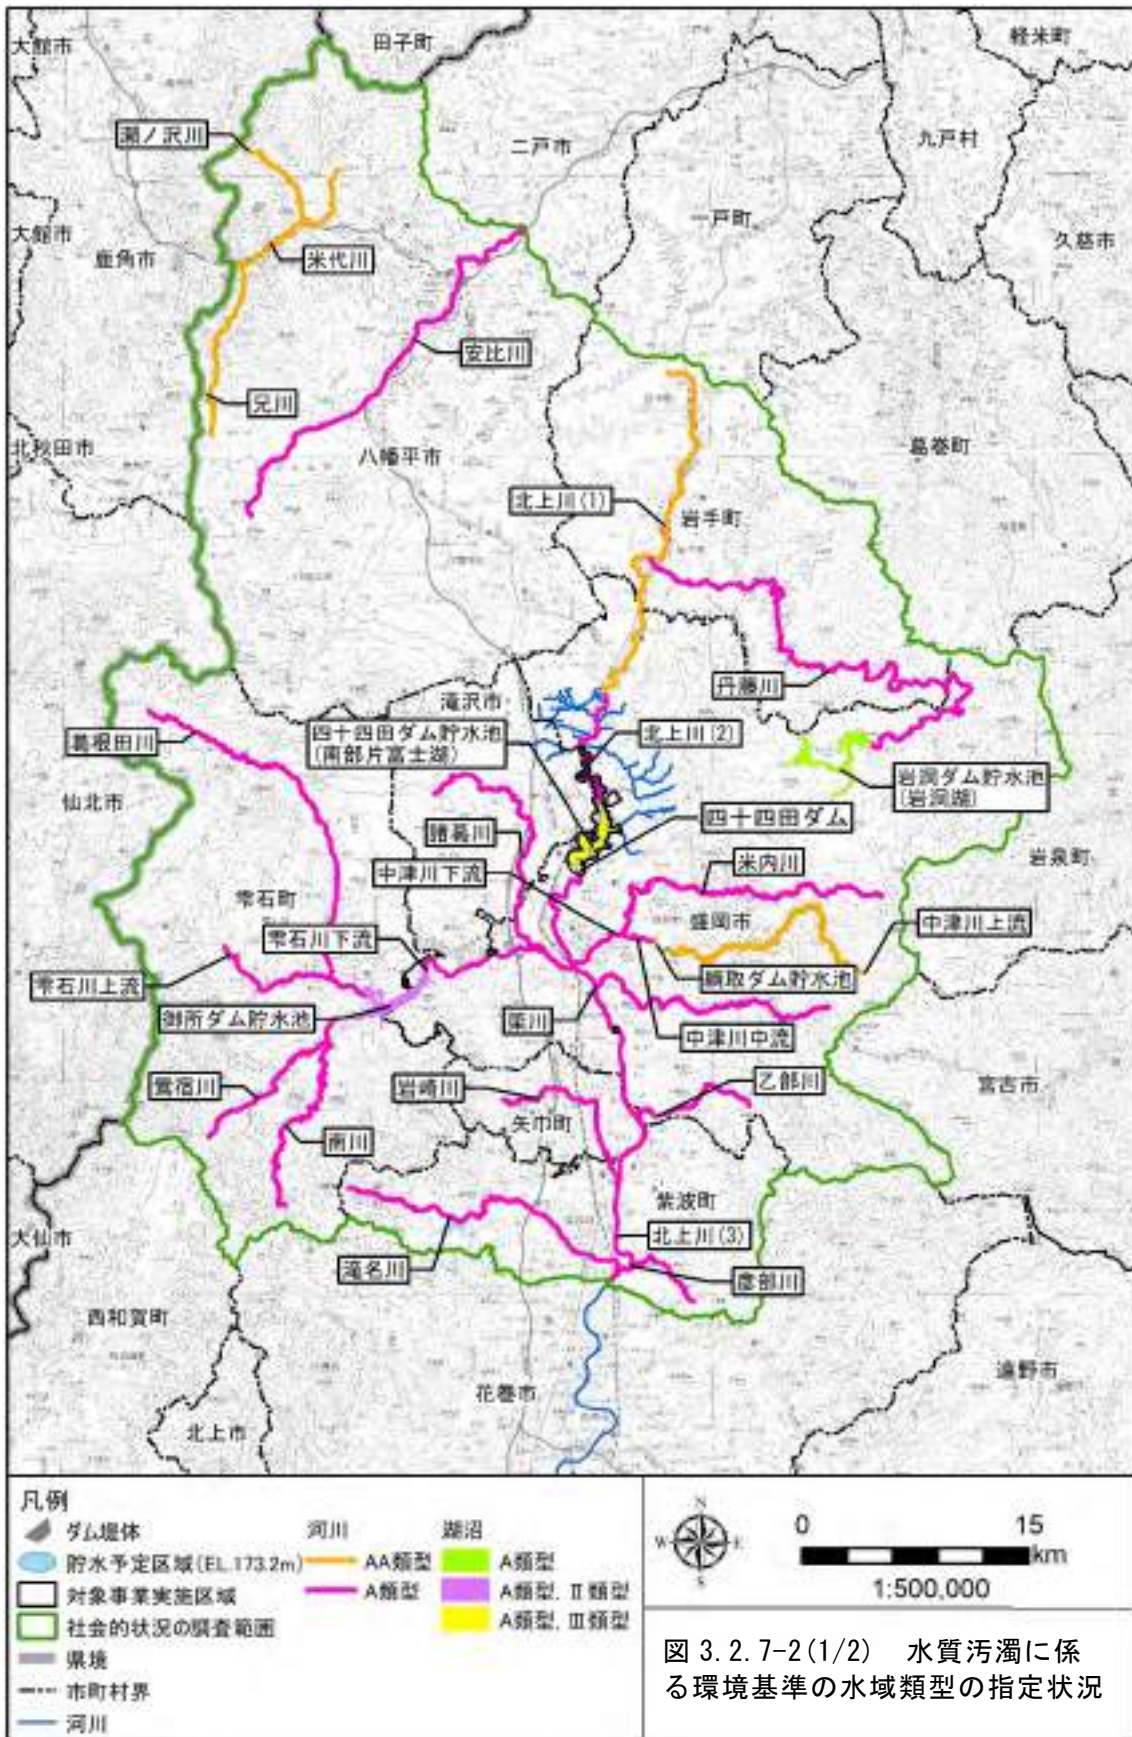 大館市
田子町
軽米町
瀬ノ沢川
二戸市
九戸村
一戸町
大館市
鹿角市
米代川
久慈市
安比川
兄川
北秋田市
八幡平市
葛巻町
北上川(1)
岩手町
丹藤川
滝沢市
葛根田川
四十四田ダム貯水池
(南部片富士湖)
北上川(2)
岩洞ダム貯水池
(岩洞湖)
仙北市
諸葛川
四十四田ダム
岩泉町
中津川下流
米内川
雫石町
盛岡市
中津川上流
雫石川下流
雫石川上流
綱取ダム貯水池
御所ダム貯水池
簗川
中津川中流
鶯宿川
岩崎川
乙部川
宮古市
矢巾町
南川
紫波町
大仙市
北上川(3)
滝名川
彦部川
西和賀町
花巻市
遠野市
北上市
凡例
ダム堤体
貯水予定区域(EL.173.2m)
対象事業実施区域
社会的状況の調査範囲
県境
市町村界
河川
河川
AA類型
A類型
湖沼
A類型
A類型, Ⅱ類型
A類型, Ⅲ類型
N
W
E
S
0 15
km
1:500,000
図 3.2.7-2(1/2) 水質汚濁に係
る環境基準の水域類型の指定状況